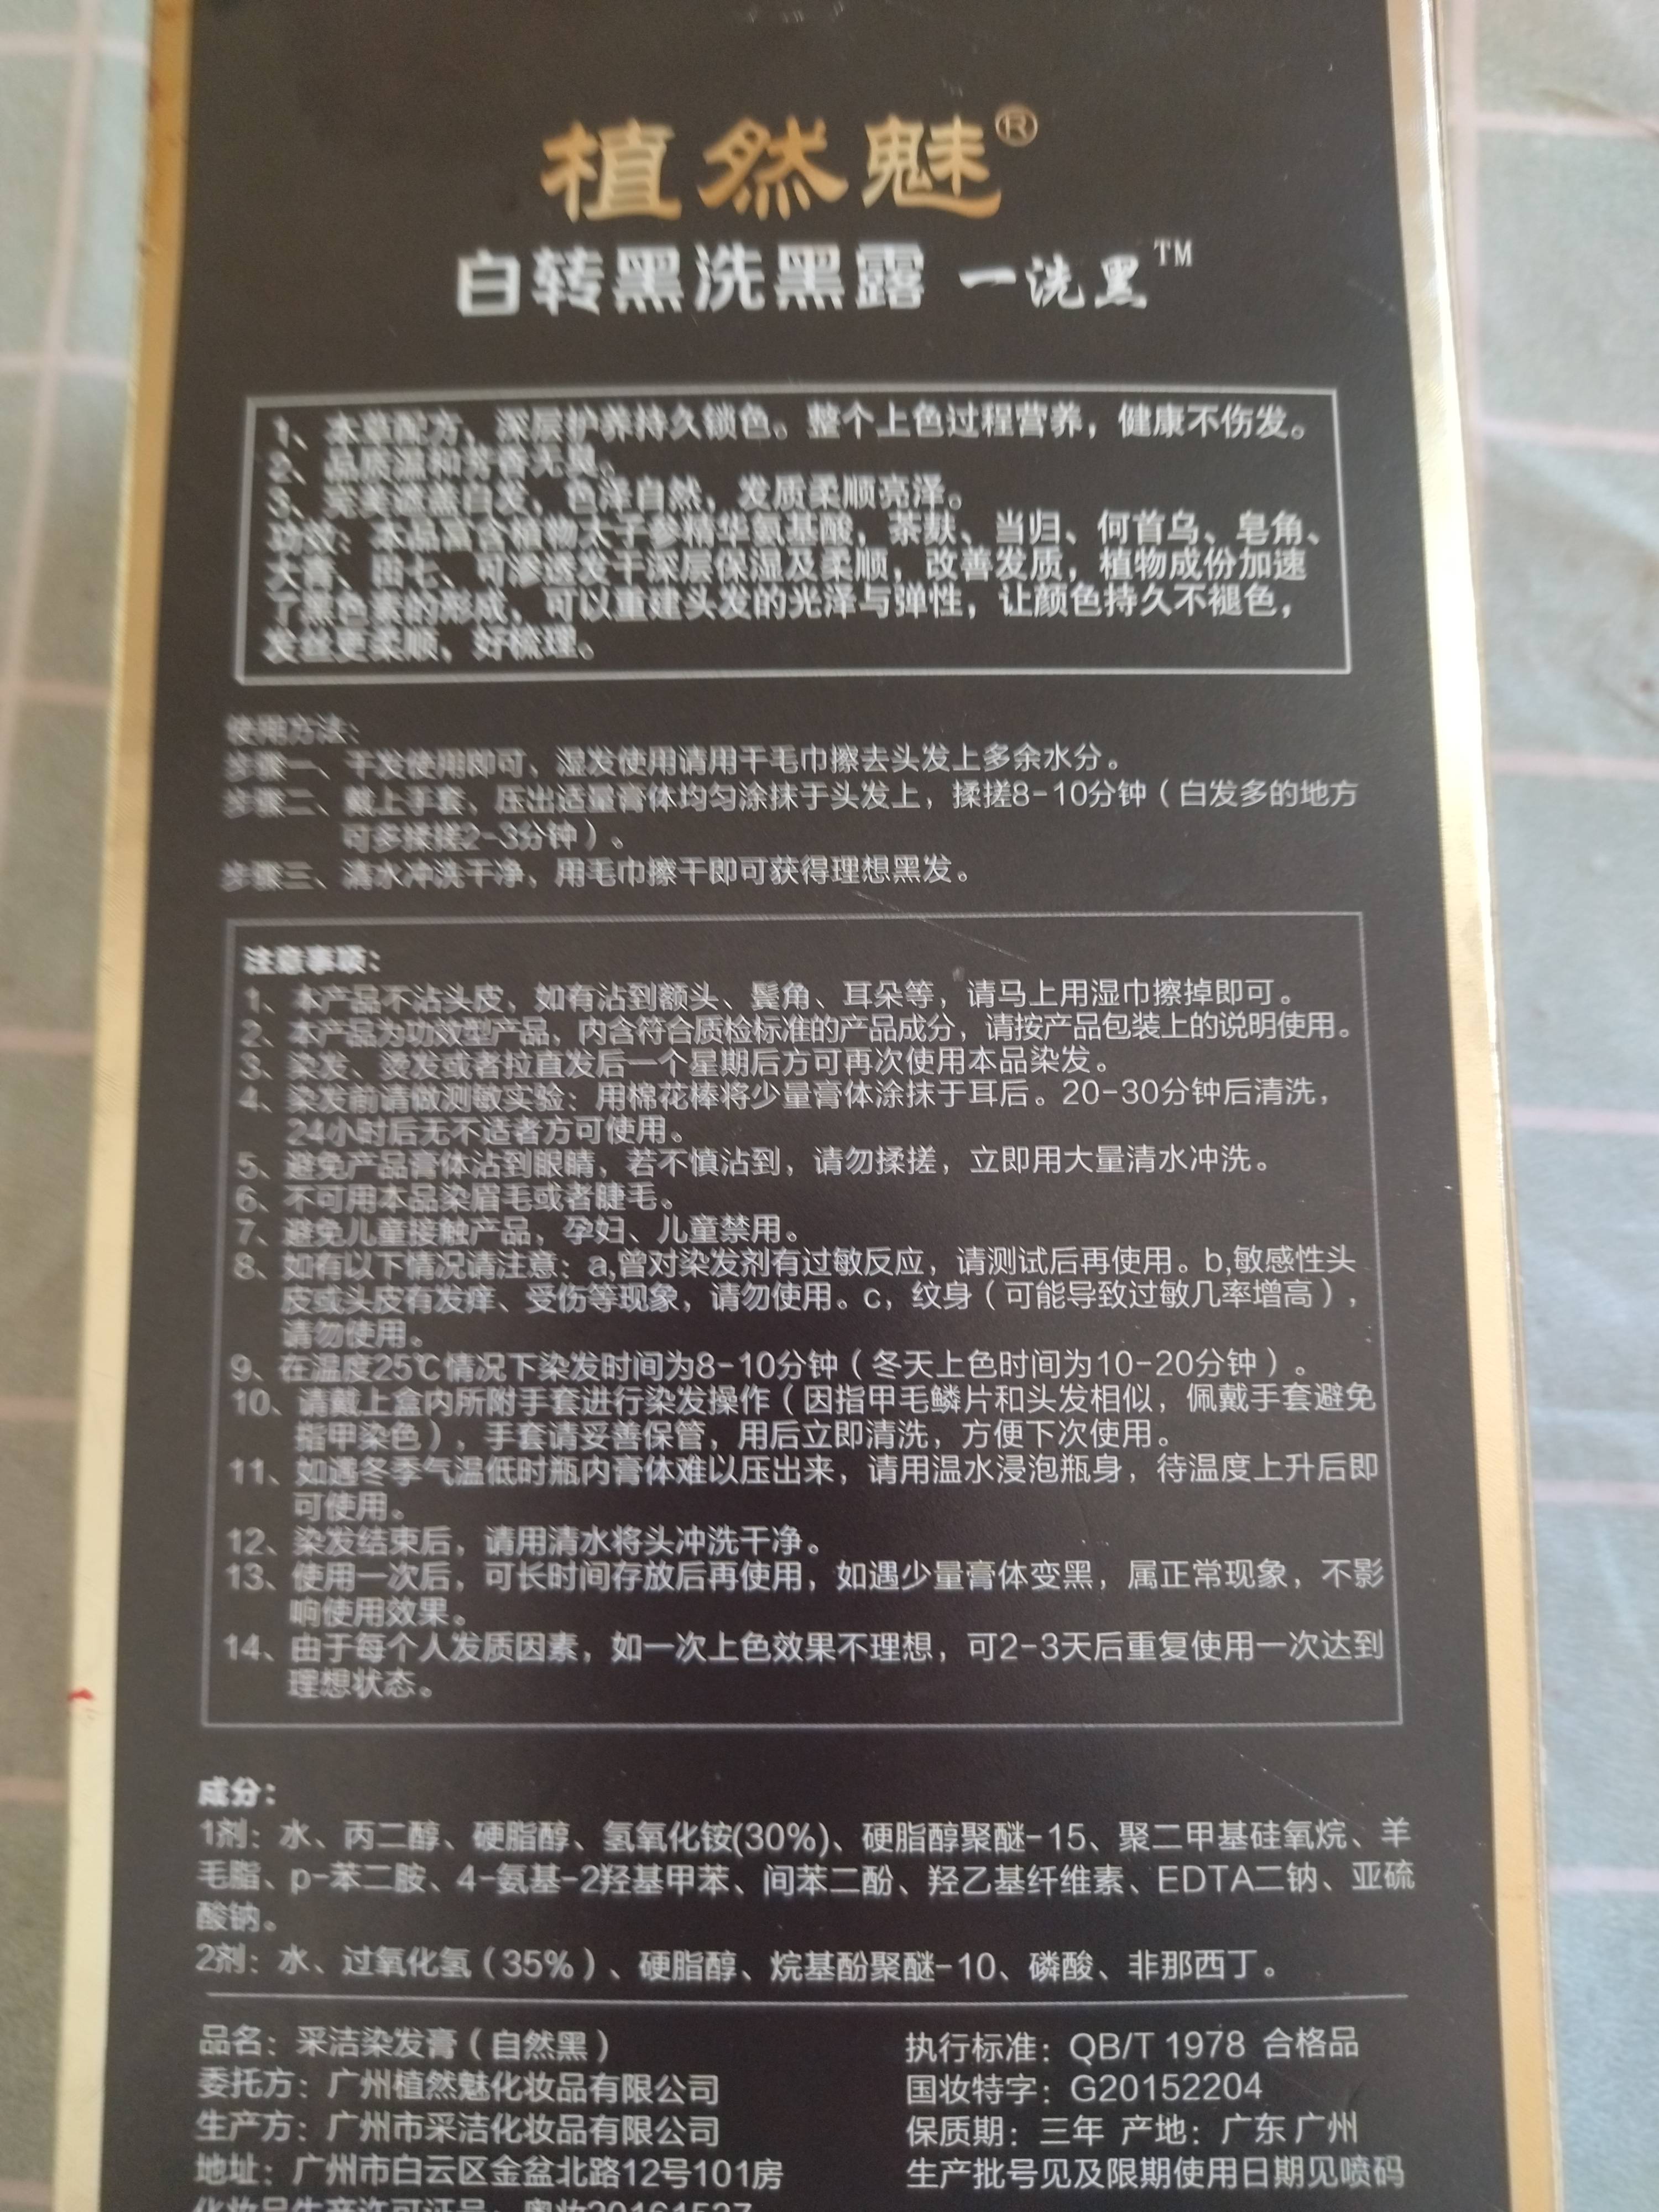 植然魅®
白转黑洗黑露 一洗黑™
1、本草配方，深层护养持久锁色。整个上色过程营养，健康不伤发。
2、品质温和芳香无臭。
3、完美遮盖白发，色泽自然，发质柔顺亮泽。
功效：本品富含植物太子参精华氨基酸，茶麸、当归、何首乌、皂角、
大青、田七、可渗透发干深层保湿及柔顺，改善发质，植物成份加速
了黑色素的形成，可以重建头发的光泽与弹性，让颜色持久不褪色，
发丝更柔顺，好梳理。
使用方法：
步骤一、干发使用即可、湿发使用请用干毛巾擦去头发上多余水分。
步骤二、戴上手套，压出适量膏体均匀涂抹于头发上，揉搓8-10分钟（白发多的地方
可多揉搓2-3分钟）。
步骤三、清水冲洗干净，用毛巾擦干即可获得理想黑发。
注意事项：
1、本产品不沾头皮，如有沾到额头、鬓角、耳朵等，请马上用湿巾擦掉即可。
2、本产品为功效型产品，内含符合质检标准的产品成分，请按产品包装上的说明使用。
3、染发、烫发或者拉直发后一个星期后方可再次使用本品染发。
4、染发前请做测敏实验：用棉花棒将少量膏体涂抹于耳后。20-30分钟后清洗，
24小时后无不适者方可使用。
5、避免产品膏体沾到眼睛，若不慎沾到，请勿揉搓，立即用大量清水冲洗。
6、不可用本品染眉毛或者睫毛。
7、避免儿童接触产品，孕妇、儿童禁用。
8、如有以下情况请注意：a,曾对染发剂有过敏反应，请测试后再使用。b,敏感性头
皮或头皮有发痒、受伤等现象，请勿使用。c，纹身（可能导致过敏几率增高），
请勿使用。
9、在温度25℃情况下染发时间为8-10分钟（冬天上色时间为10-20分钟）。
10、请戴上盒内所附手套进行染发操作（因指甲毛鳞片和头发相似，佩戴手套避免
指甲染色），手套请妥善保管，用后立即清洗，方便下次使用。
11、如遇冬季气温低时瓶内膏体难以压出来，请用温水浸泡瓶身，待温度上升后即
可使用。
12、染发结束后，请用清水将头冲洗干净。
13、使用一次后，可长时间存放后再使用，如遇少量膏体变黑，属正常现象，不影
响使用效果。
14、由于每个人发质因素，如一次上色效果不理想，可2-3天后重复使用一次达到
理想状态。
成分：
1剂：水、丙二醇、硬脂醇、氢氧化铵(30%)、硬脂醇聚醚-15、聚二甲基硅氧烷、羊
毛脂、p-苯二胺、4-氨基-2羟基甲苯、间苯二酚、羟乙基纤维素、EDTA二钠、亚硫
酸钠。
2剂：水、过氧化氢（35%）、硬脂醇、烷基酚聚醚-10、磷酸、非那西丁。
品名：采洁染发膏（自然黑）
委托方：广州植然魅化妆品有限公司
生产方：广州市采洁化妆品有限公司
地址：广州市白云区金盆北路12号101房
化妆品生产许可证号：粤妆20161527
执行标准：QB/T 1978 合格品
国妆特字：G20152204
保质期：三年 产地：广东 广州
生产批号见及限期使用日期见喷码